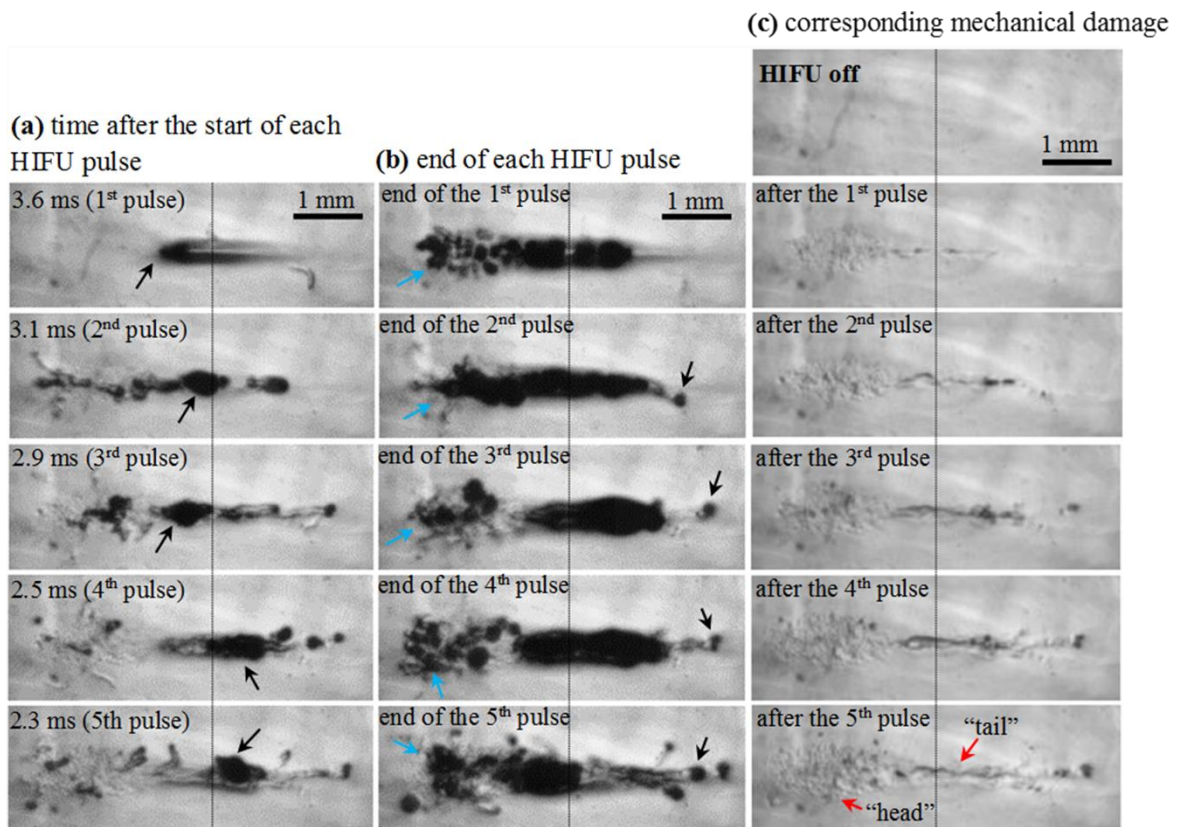 (c) corresponding mechanical damage
HIFU off
1 mm
(a) time after the start of each
HIFU pulse
(b) end of each HIFU pulse
3.6 ms (1st pulse)
1 mm
end of the 1st pulse
1 mm
after the 1st pulse
3.1 ms (2nd pulse)
end of the 2nd pulse
after the 2nd pulse
2.9 ms (3rd pulse)
end of the 3rd pulse
after the 3rd pulse
2.5 ms (4th pulse)
end of the 4th pulse
after the 4th pulse
2.3 ms (5th pulse)
end of the 5th pulse
after the 5th pulse
“tail”
“head”